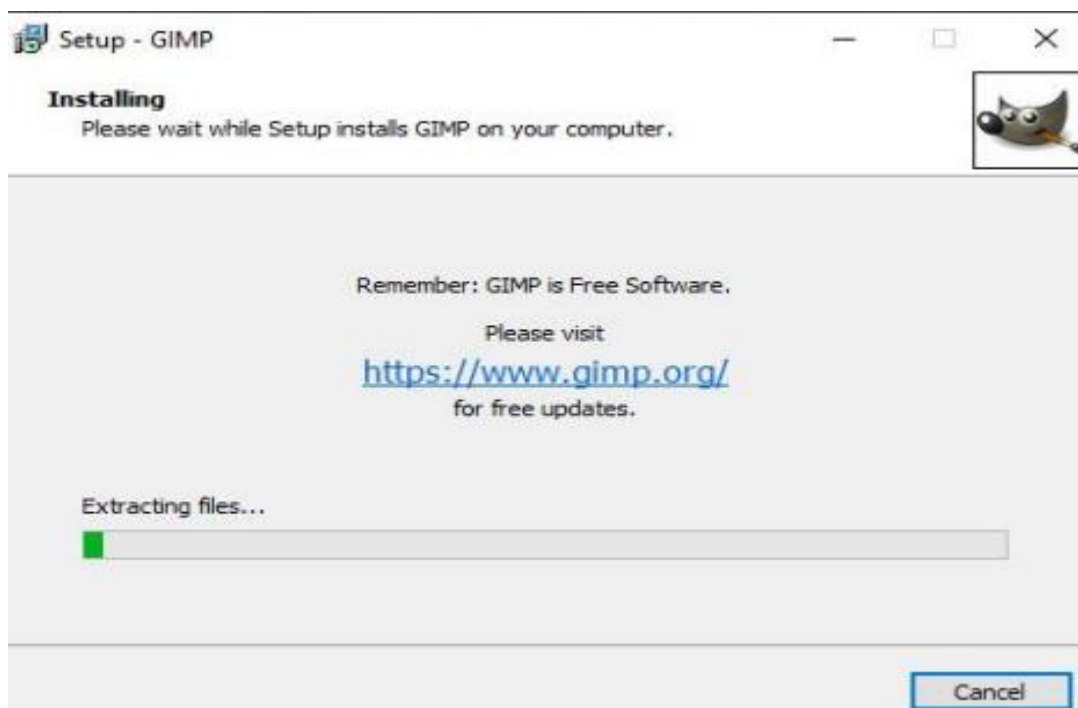 Setup - GIMP
Installing
Please wait while Setup installs GIMP on your computer.
Remember: GIMP is Free Software.
Please visit
https://www.gimp.org/
for free updates.
Extracting files...
Cancel